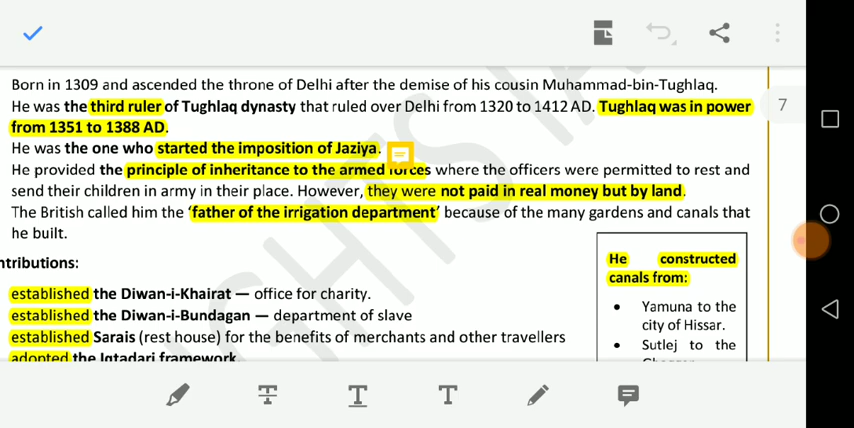 7
Born in 1309 and ascended the throne of Delhi after the demise of his cousin Muhammad-bin-Tughlaq.
He was the third ruler of Tughlaq dynasty that ruled over Delhi from 1320 to 1412 AD. Tughlaq was in power
from 1351 to 1388 AD.
He was the one who started the imposition of Jaziya.
He provided the principle of inheritance to the armed forces where the officers were permitted to rest and
send their children in army in their place. However, they were not paid in real money but by land.
The British called him the ‘father of the irrigation department’ because of the many gardens and canals that
he built.
ntributions:
established the Diwan-i-Khairat — office for charity.
established the Diwan-i-Bundagan — department of slave
established Sarais (rest house) for the benefits of merchants and other travellers
adopted the Iqtadari framework.
He constructed
canals from:
• Yamuna to the
city of Hissar.
• Sutlej to the